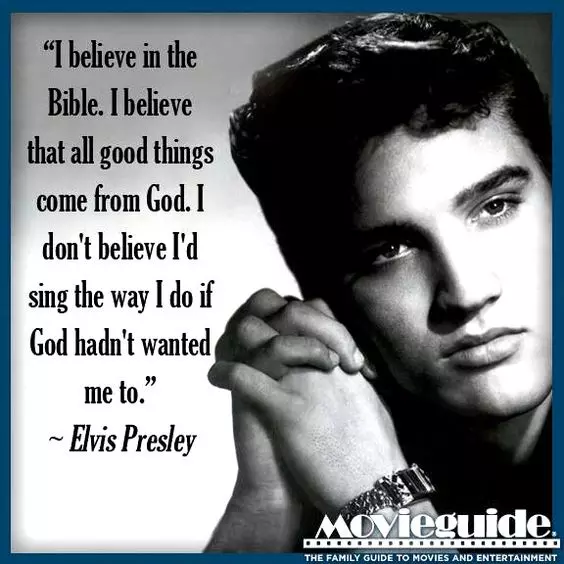 “I believe in the
Bible. I believe
that all good things
come from God. I
don't believe I'd
sing the way I do if
God hadn't wanted
me to.”
~ Elvis Presley
MOVIEGUIDE®
THE FAMILY GUIDE TO MOVIES AND ENTERTAINMENT